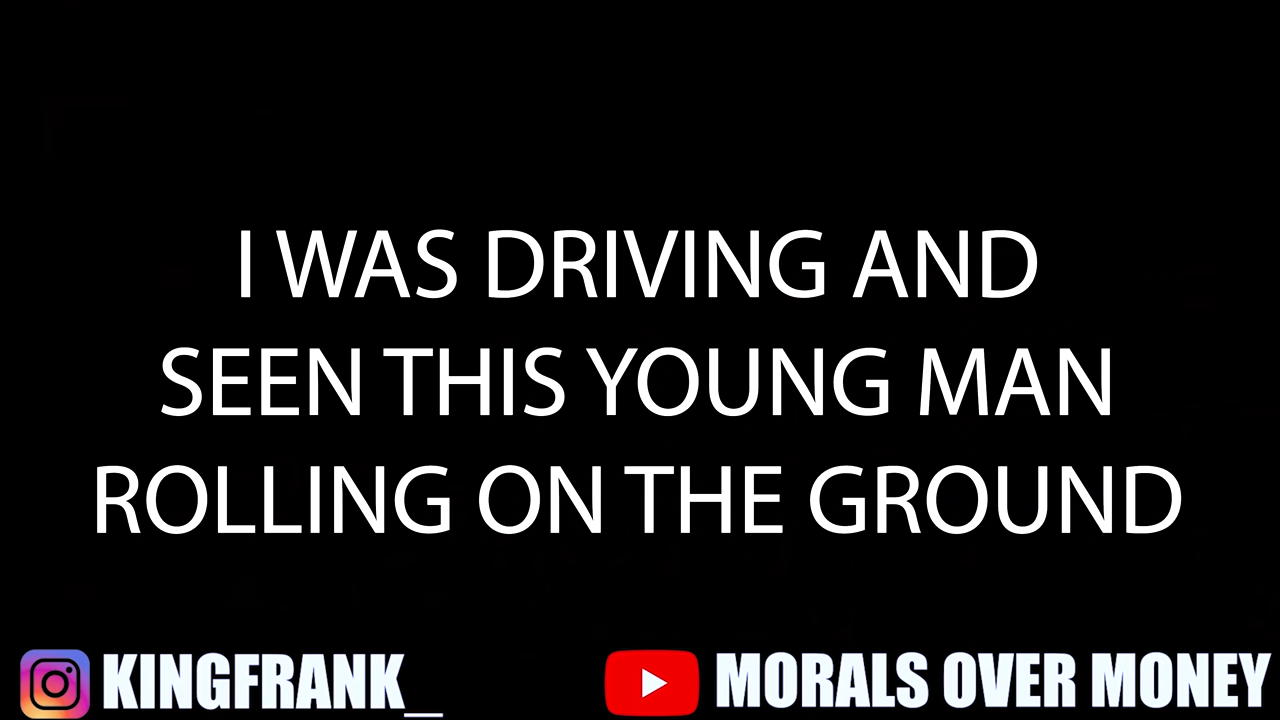 I WAS DRIVING AND
SEEN THIS YOUNG MAN
ROLLING ON THE GROUND
KINGFRANK_
MORALS OVER MONEY